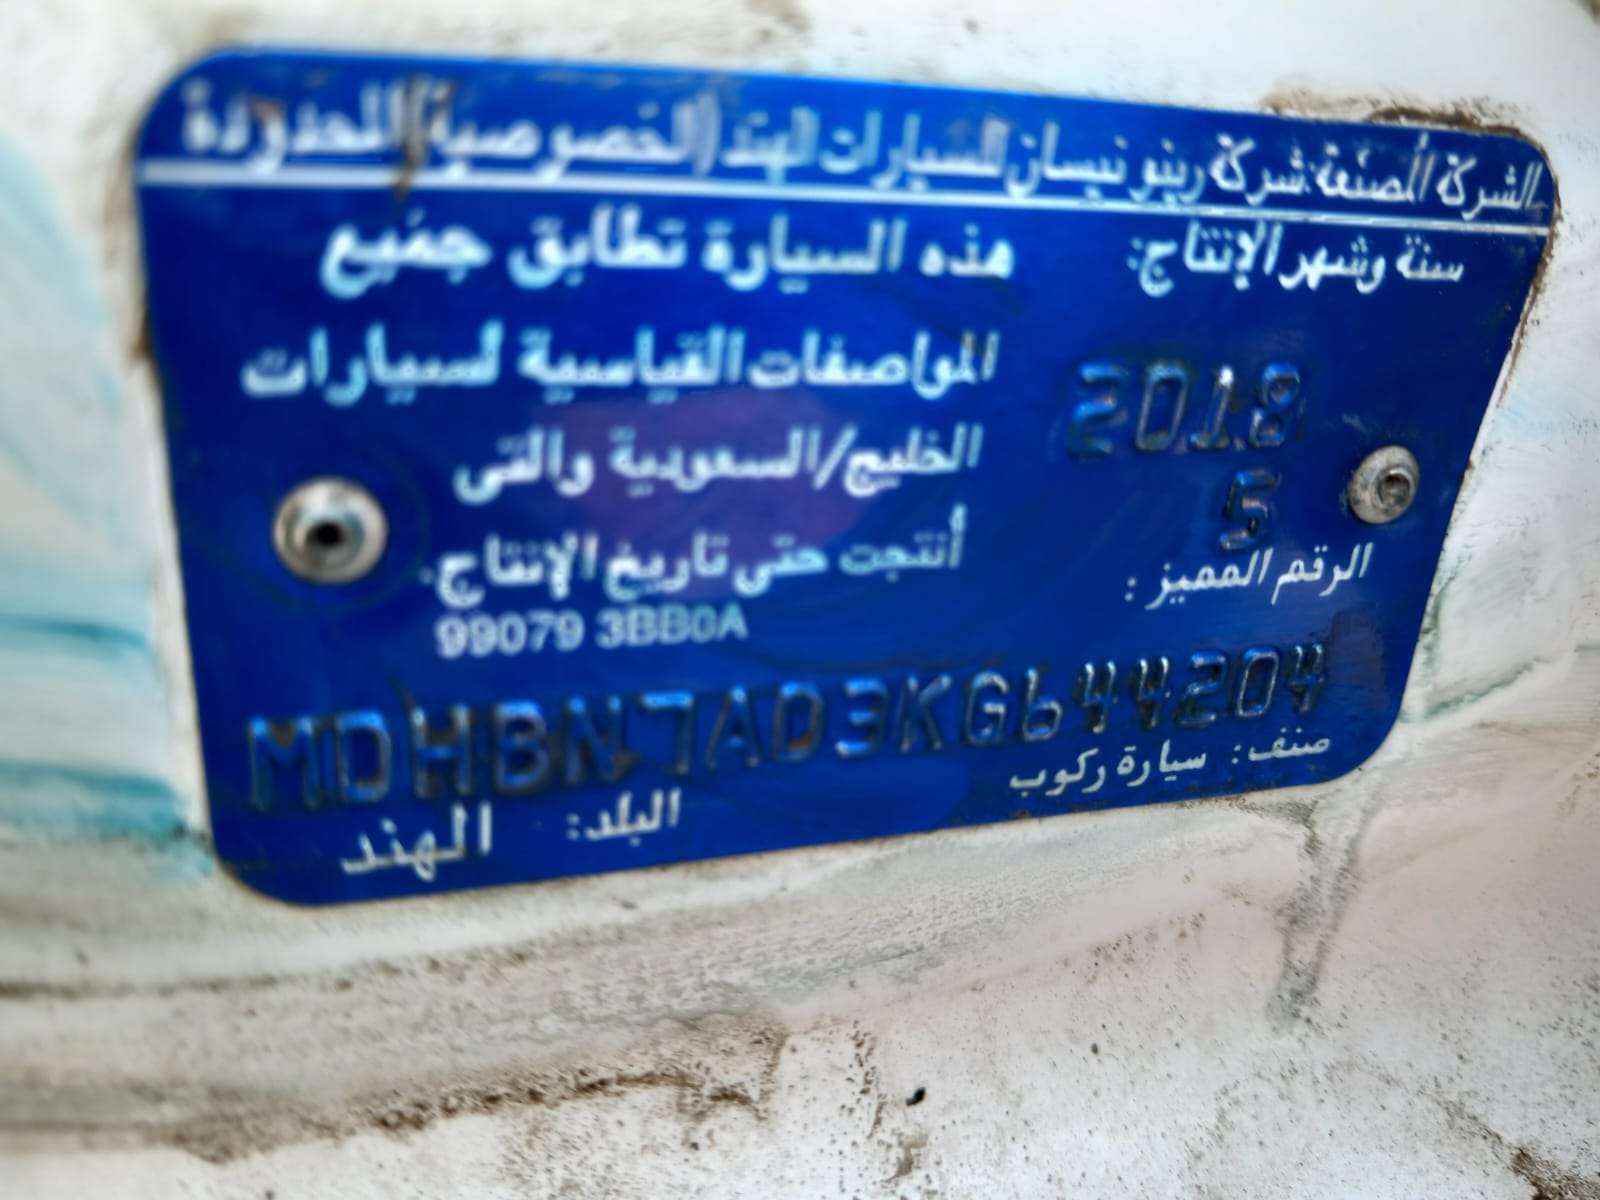 الشركة المصنعة: شركة رينو نيسان للسيارات الهند (الخصوصية) المحدودة
سنة وشهر الإنتاج:
2018
5
هذه السيارة تطابق جميع
المواصفات القياسية لسيارات
الخليج/السعودية والتى
أنتجت حتى تاريخ الإنتاج.
99079 3BB0A
الرقم المميز:
MDHBN7AD3KG644204
صنف: سيارة ركوب
البلد: الهند